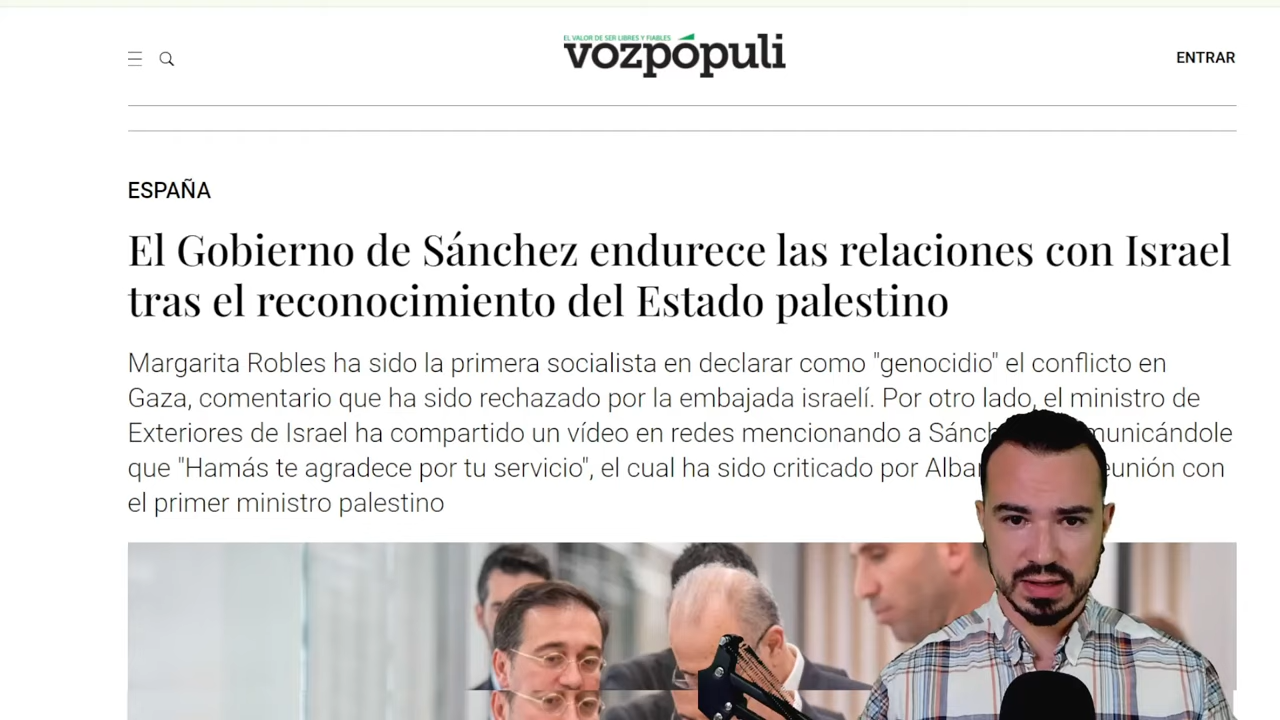 EL VALOR DE SER LIBRES Y FIABLES
vozpópuli
ENTRAR
ESPAÑA
El Gobierno de Sánchez endurece las relaciones con Israel
tras el reconocimiento del Estado palestino
Margarita Robles ha sido la primera socialista en declarar como "genocidio" el conflicto en
Gaza, comentario que ha sido rechazado por la embajada israelí. Por otro lado, el ministro de
Exteriores de Israel ha compartido un vídeo en redes mencionando a
que "Hamás te agradece por tu servicio", el cual ha sido criticado por con
el primer ministro palestino